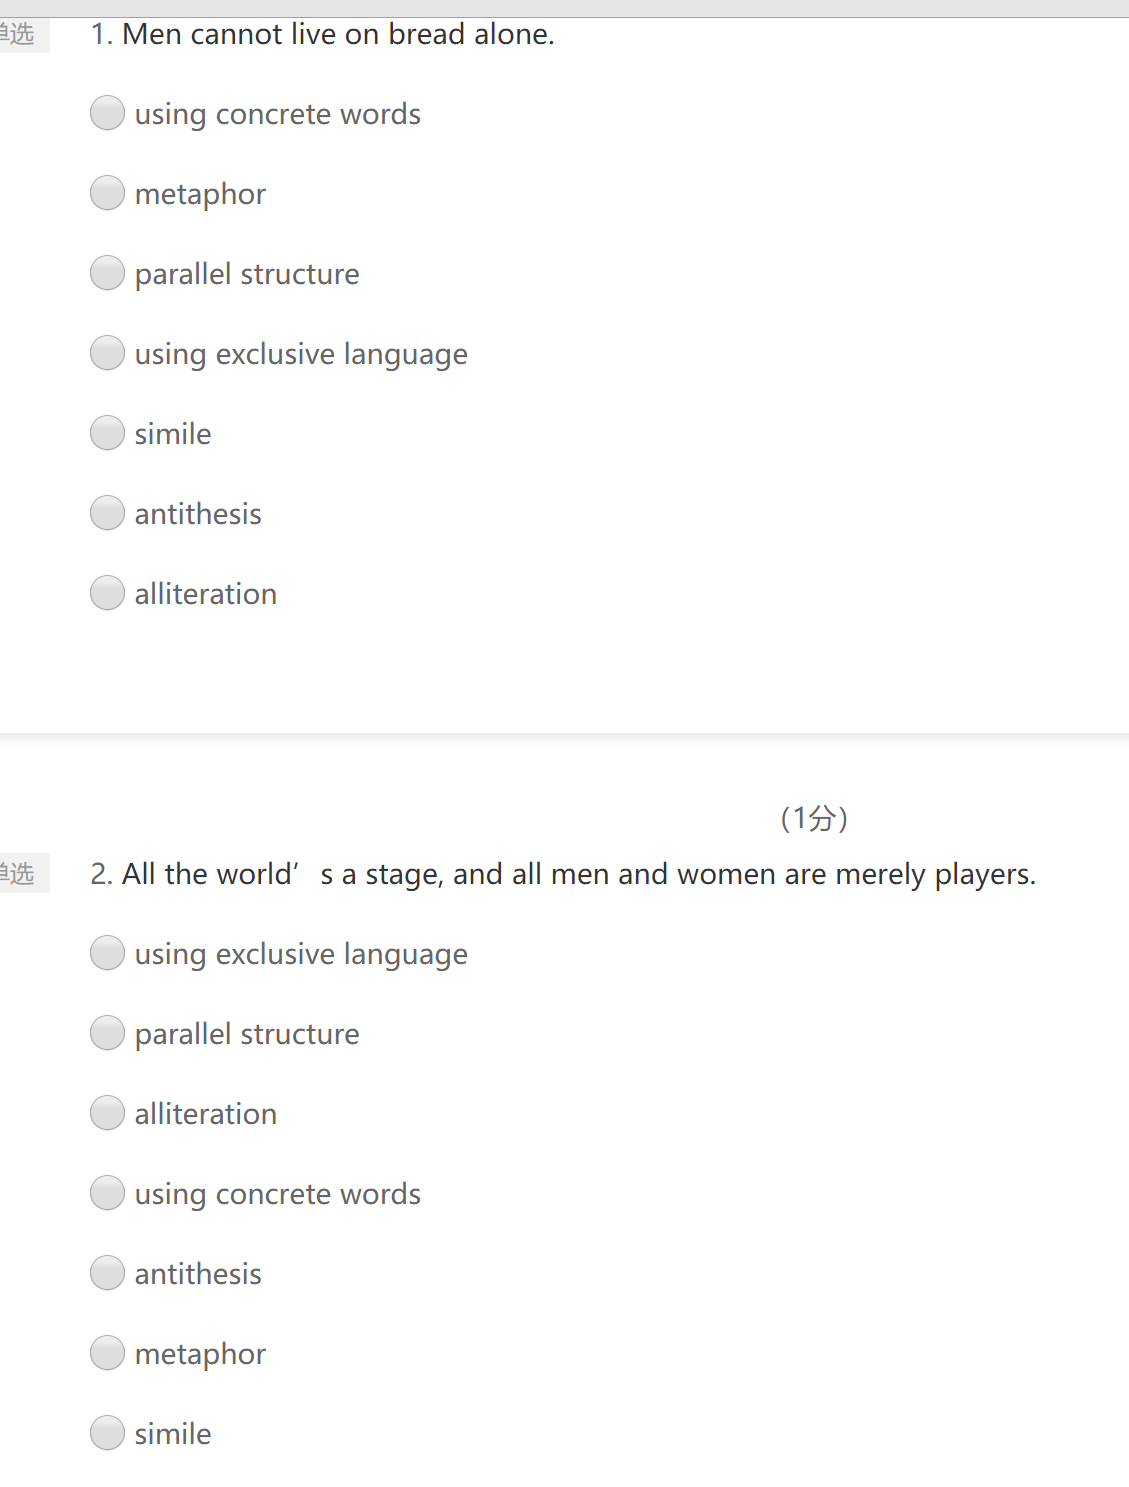 单选
1. Men cannot live on bread alone.
using concrete words
metaphor
parallel structure
using exclusive language
simile
antithesis
alliteration
(1分)
单选
2. All the world’ s a stage, and all men and women are merely players.
using exclusive language
parallel structure
alliteration
using concrete words
antithesis
metaphor
simile